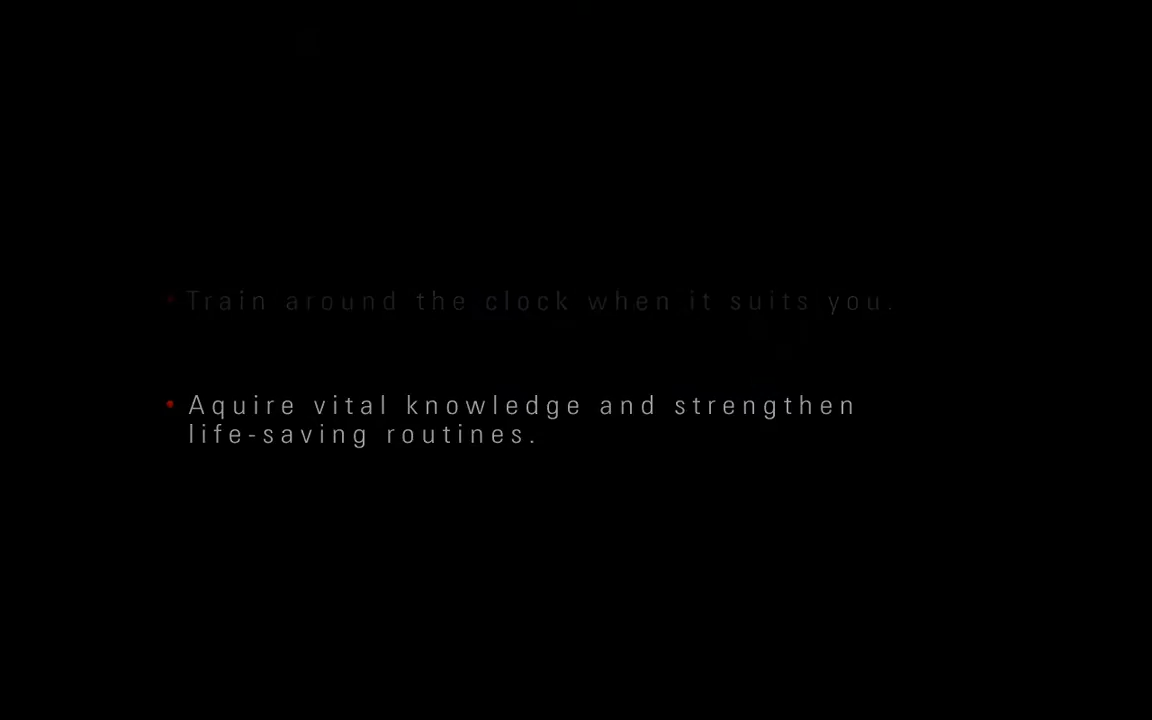 • Train around the clock when it suits you.
• Aquire vital knowledge and strengthen
life-saving routines.